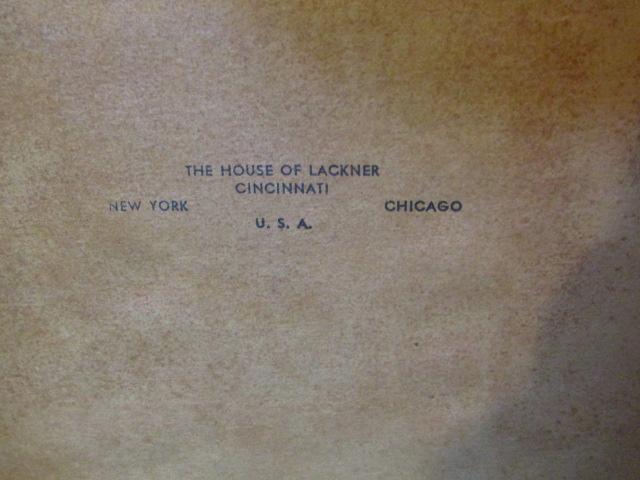 THE HOUSE OF LACKNER
CINCINNATI
NEW YORK CHICAGO
U. S. A.